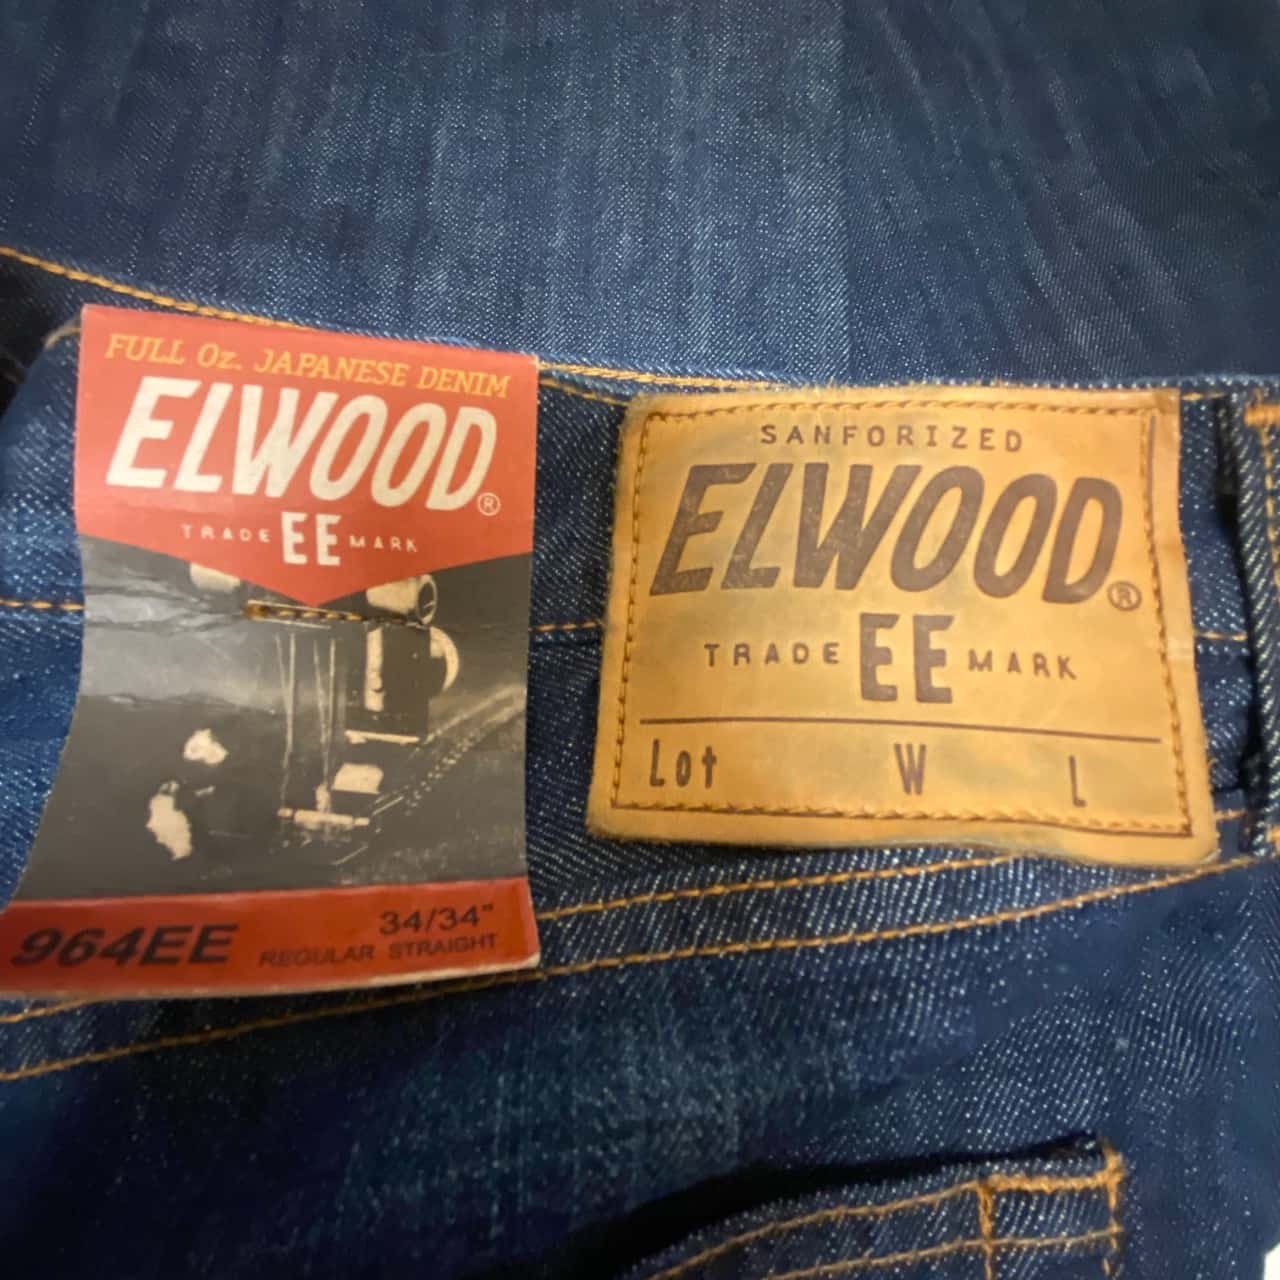 FULL Oz. JAPANESE DENIM
ELWOOD®
TRADE EE MARK
964EE
34/34"
REGULAR STRAIGHT
SANFORIZED
ELWOOD®
TRADE EE MARK
Lot W L